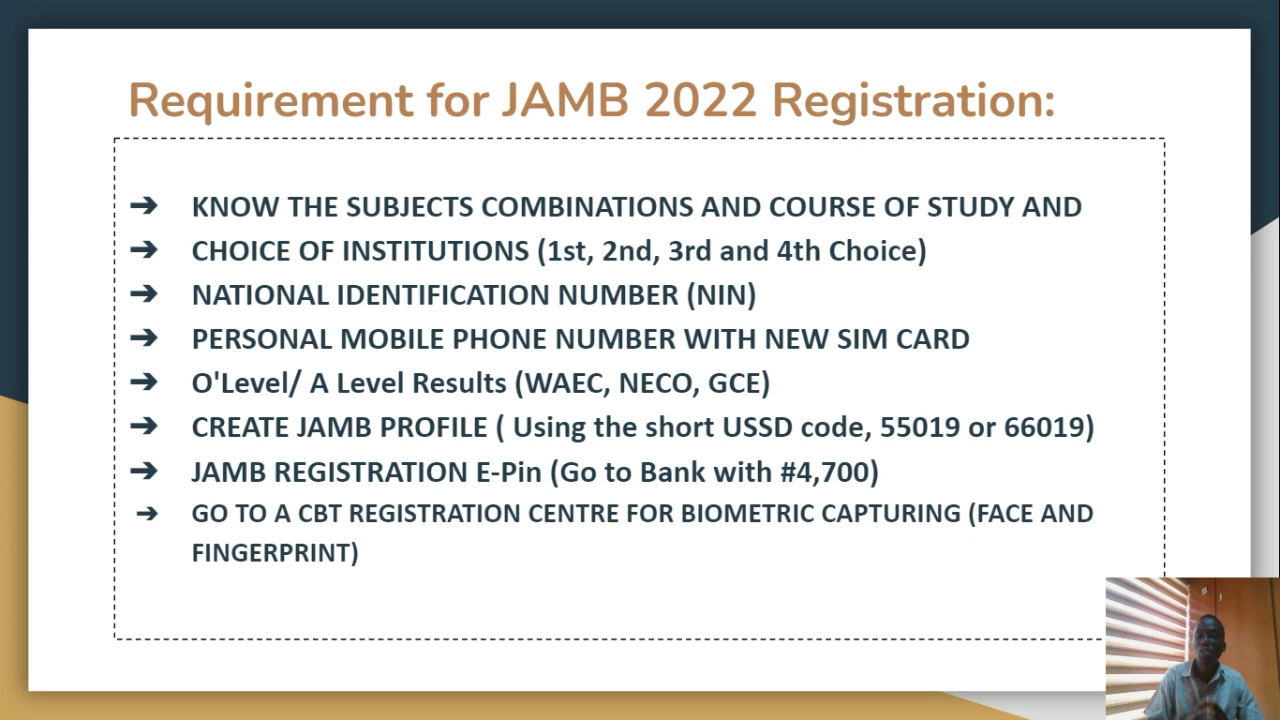 Requirement for JAMB 2022 Registration:
➔ KNOW THE SUBJECTS COMBINATIONS AND COURSE OF STUDY AND
➔ CHOICE OF INSTITUTIONS (1st, 2nd, 3rd and 4th Choice)
➔ NATIONAL IDENTIFICATION NUMBER (NIN)
➔ PERSONAL MOBILE PHONE NUMBER WITH NEW SIM CARD
➔ O'Level/ A Level Results (WAEC, NECO, GCE)
➔ CREATE JAMB PROFILE ( Using the short USSD code, 55019 or 66019)
➔ JAMB REGISTRATION E-Pin (Go to Bank with #4,700)
➔ GO TO A CBT REGISTRATION CENTRE FOR BIOMETRIC CAPTURING (FACE AND
FINGERPRINT)